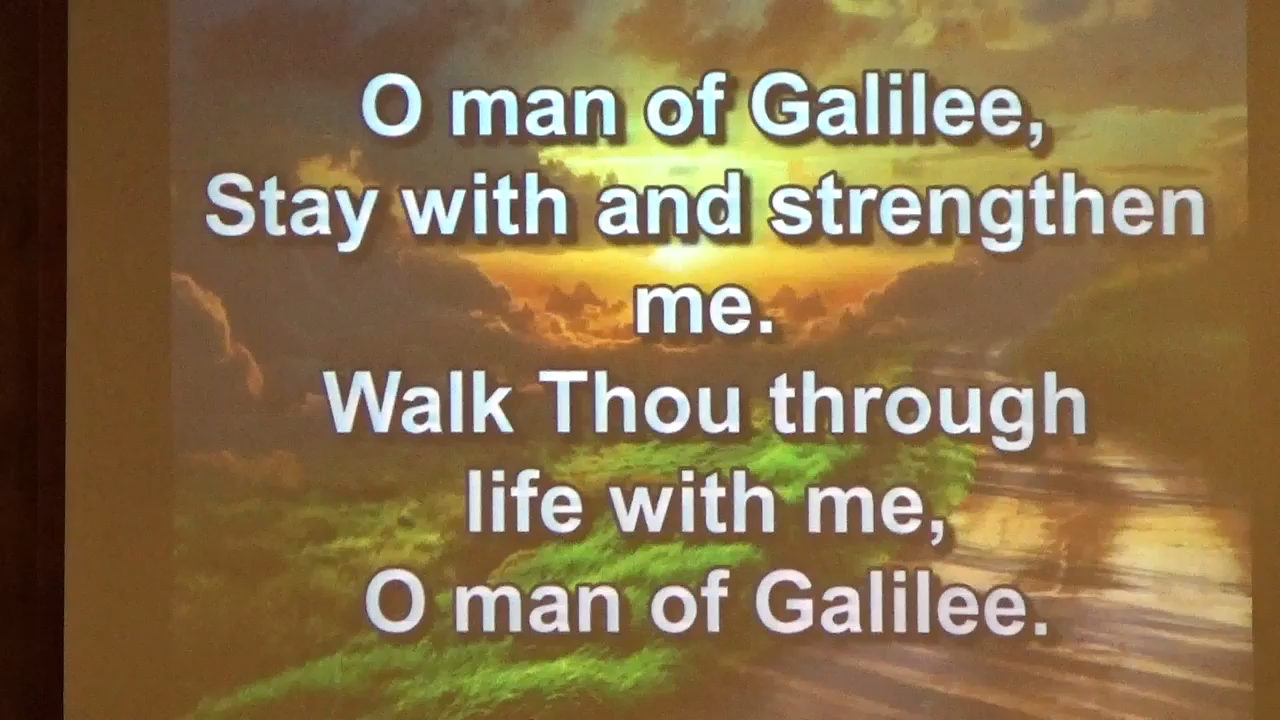 O man of Galilee,
Stay with and strengthen
me.
Walk Thou through
life with me,
O man of Galilee.